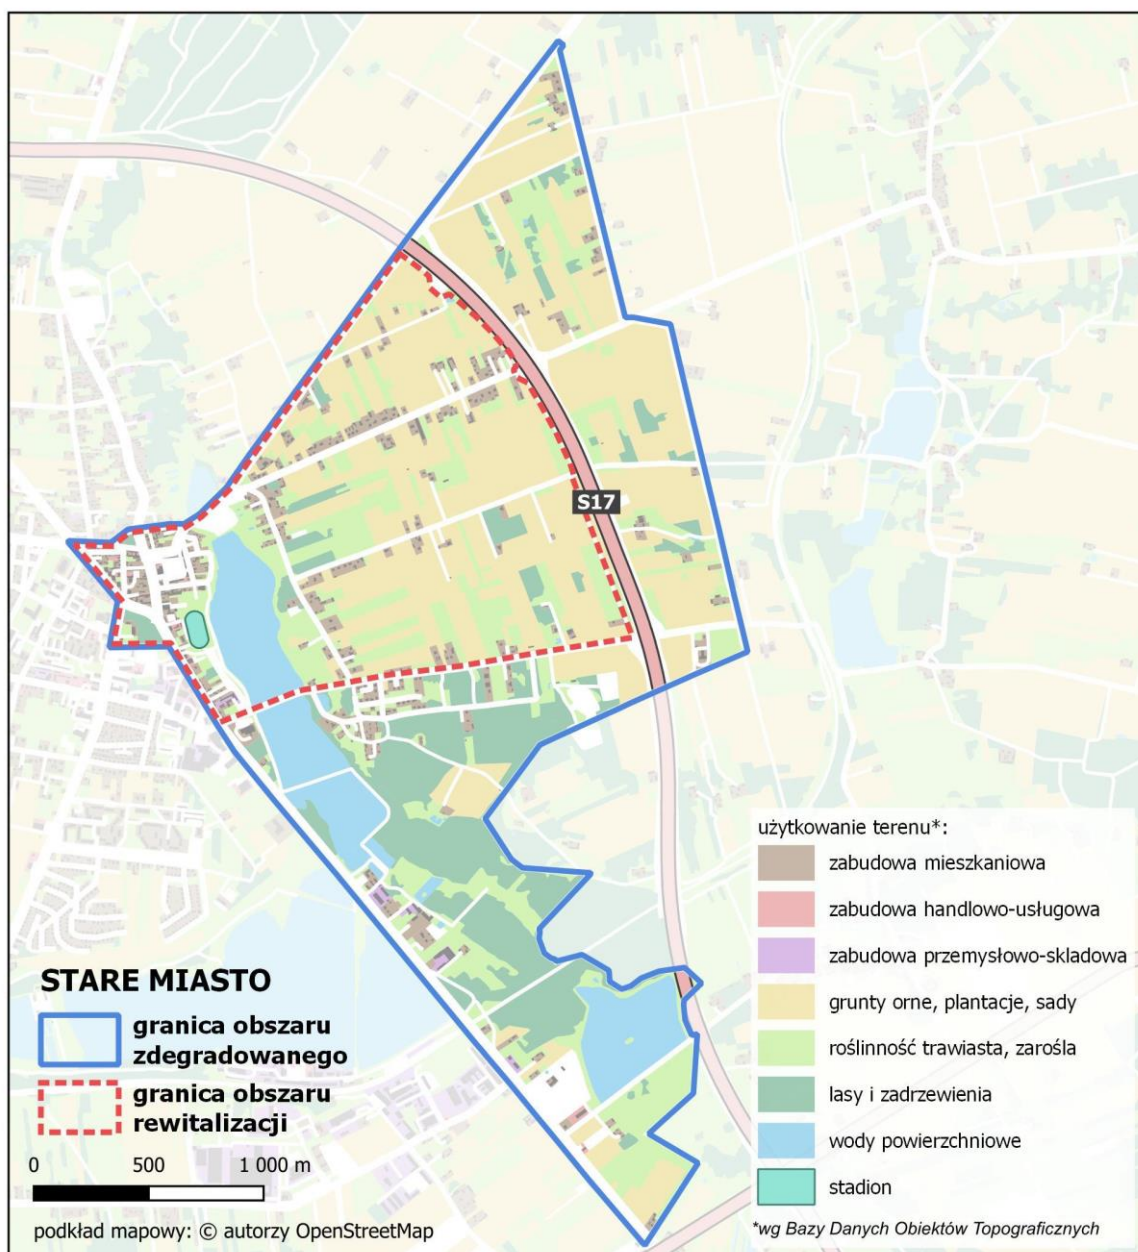 S17
użytkowanie terenu*:
zabudowa mieszkaniowa
zabudowa handlowo-usługowa
zabudowa przemysłowo-składowa
grunty orne, plantacje, sady
roślinność trawiasta, zarośla
lasy i zadrzewienia
wody powierzchniowe
stadion
*wg Bazy Danych Obiektów Topograficznych
STARE MIASTO
granica obszaru
zdegradowanego
granica obszaru
rewitalizacji
0 500 1 000 m
podkład mapowy: © autorzy OpenStreetMap